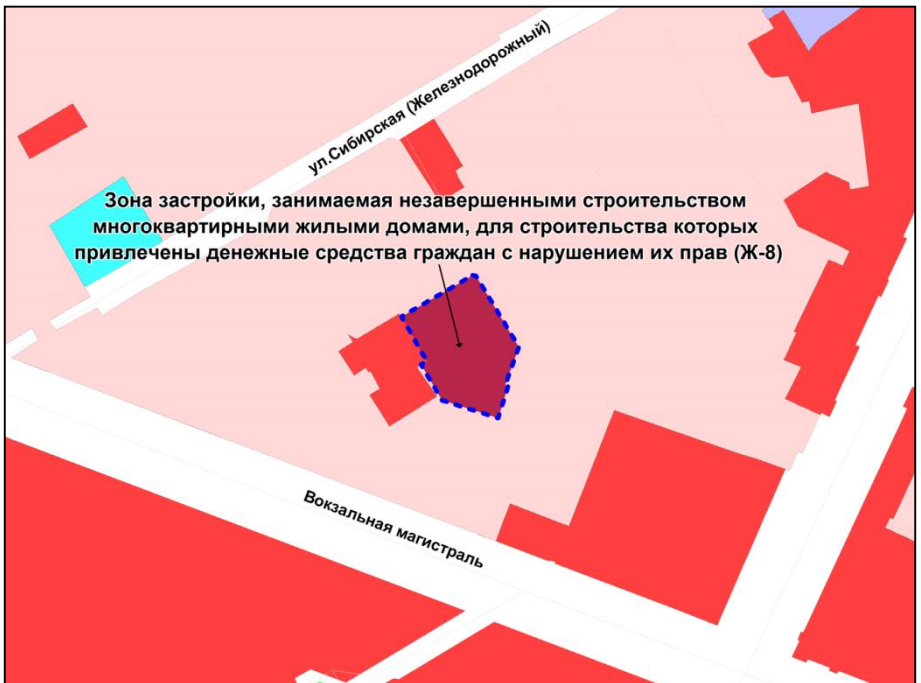 ул.Сибирская (Железнодорожный)
Зона застройки, занимаемая незавершенными строительством
многоквартирными жилыми домами, для строительства которых
привлечены денежные средства граждан с нарушением их прав (Ж-8)
Вокзальная магистраль